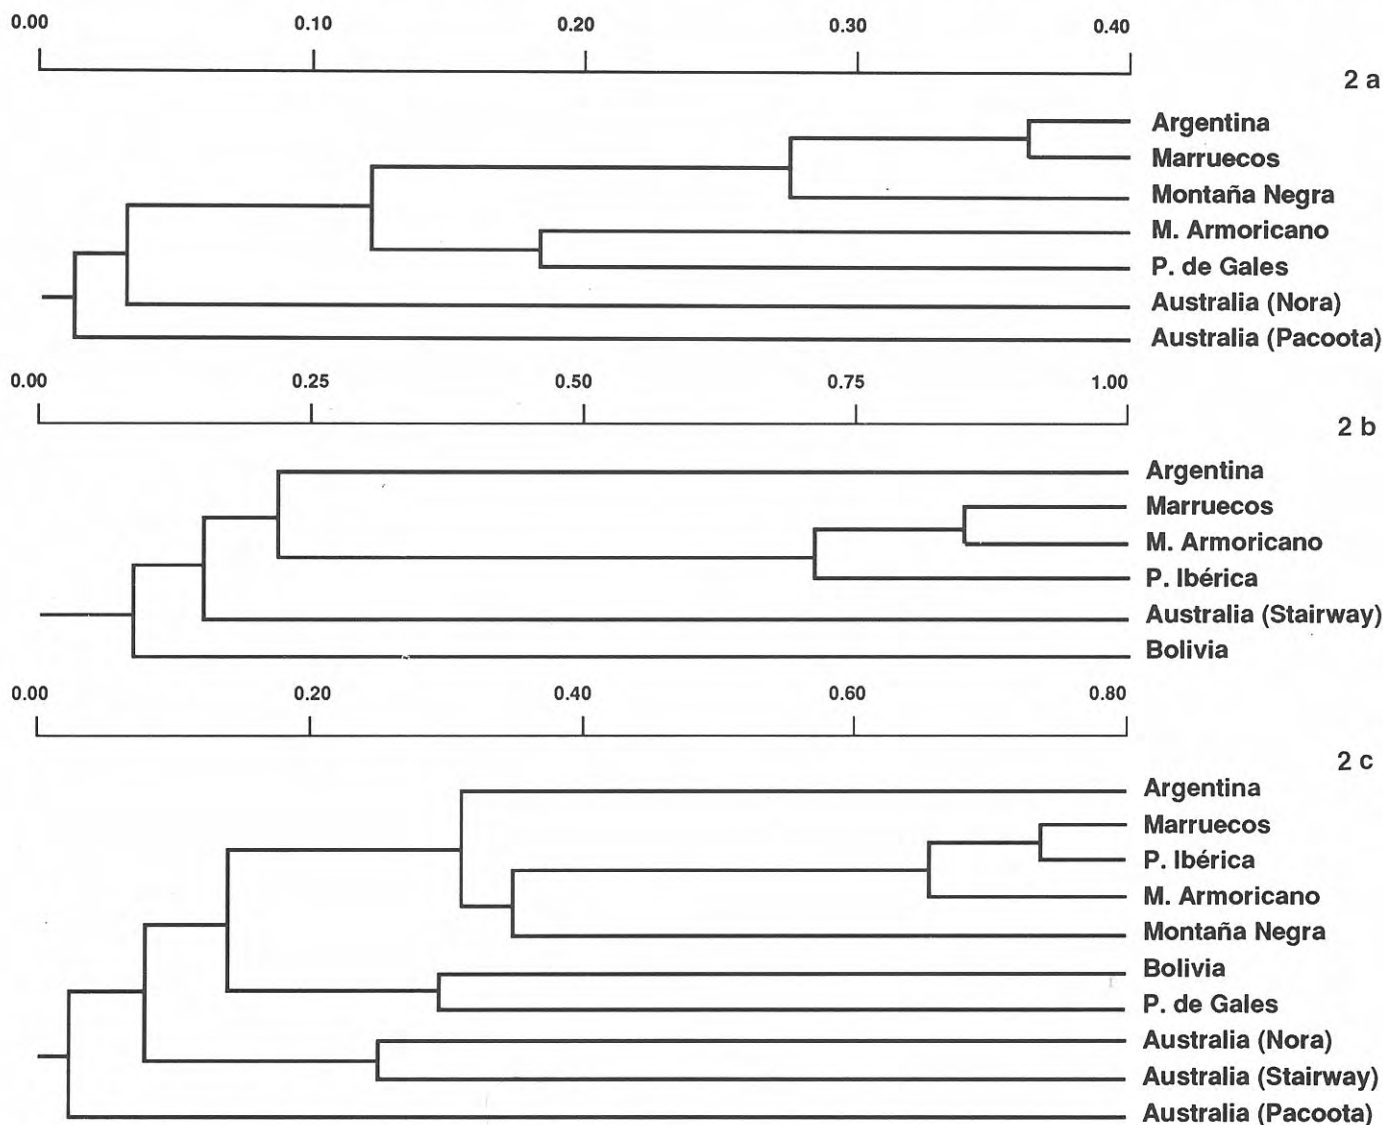 0.00 0.10 0.20 0.30 0.40
2 a
Argentina
Marruecos
Montaña Negra
M. Armoricano
P. de Gales
Australia (Nora)
Australia (Pacoota)
0.00 0.25 0.50 0.75 1.00
2 b
Argentina
Marruecos
M. Armoricano
P. Ibérica
Australia (Stairway)
Bolivia
0.00 0.20 0.40 0.60 0.80
2 c
Argentina
Marruecos
P. Ibérica
M. Armoricano
Montaña Negra
Bolivia
P. de Gales
Australia (Nora)
Australia (Stairway)
Australia (Pacoota)